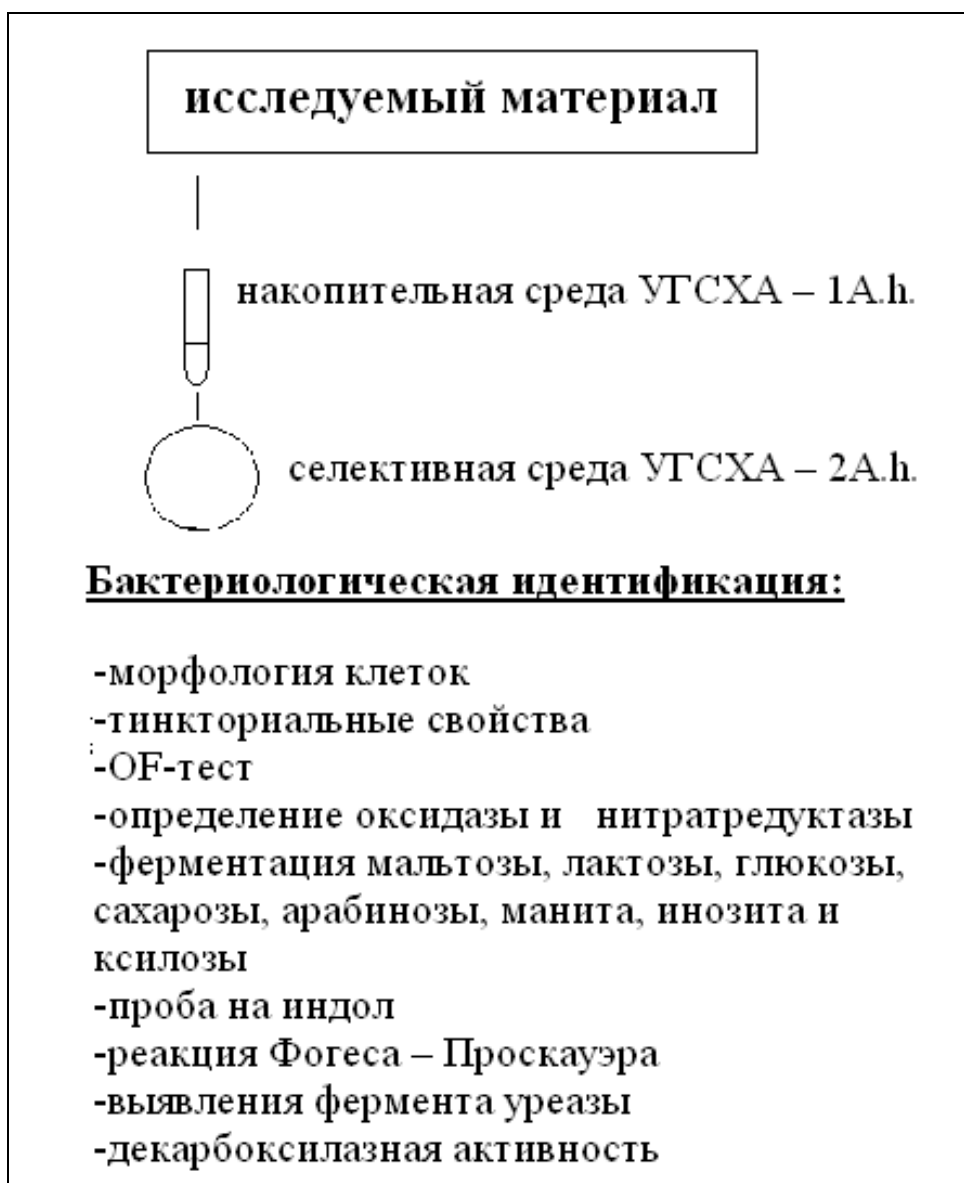 исследуемый материал
накопительная среда УГСХА – 1A.h.
селективная среда УГСХА – 2A.h.
Бактериологическая идентификация:
-морфология клеток
-тинкториальные свойства
-OF-тест
-определение оксидазы и нитратредуктазы
-ферментация мальтозы, лактозы, глюкозы,
сахарозы, арабинозы, манита, инозита и
ксилозы
-проба на индол
-реакция Фогеса – Проскауэра
-выявления фермента уреазы
-декарбоксилазная активность